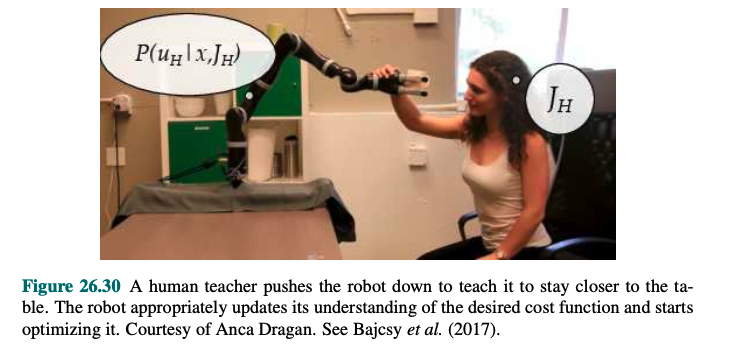 P(u_H | x, J_H)
J_H
Figure 26.30 A human teacher pushes the robot down to teach it to stay closer to the ta-
ble. The robot appropriately updates its understanding of the desired cost function and starts
optimizing it. Courtesy of Anca Dragan. See Bajcsy et al. (2017).